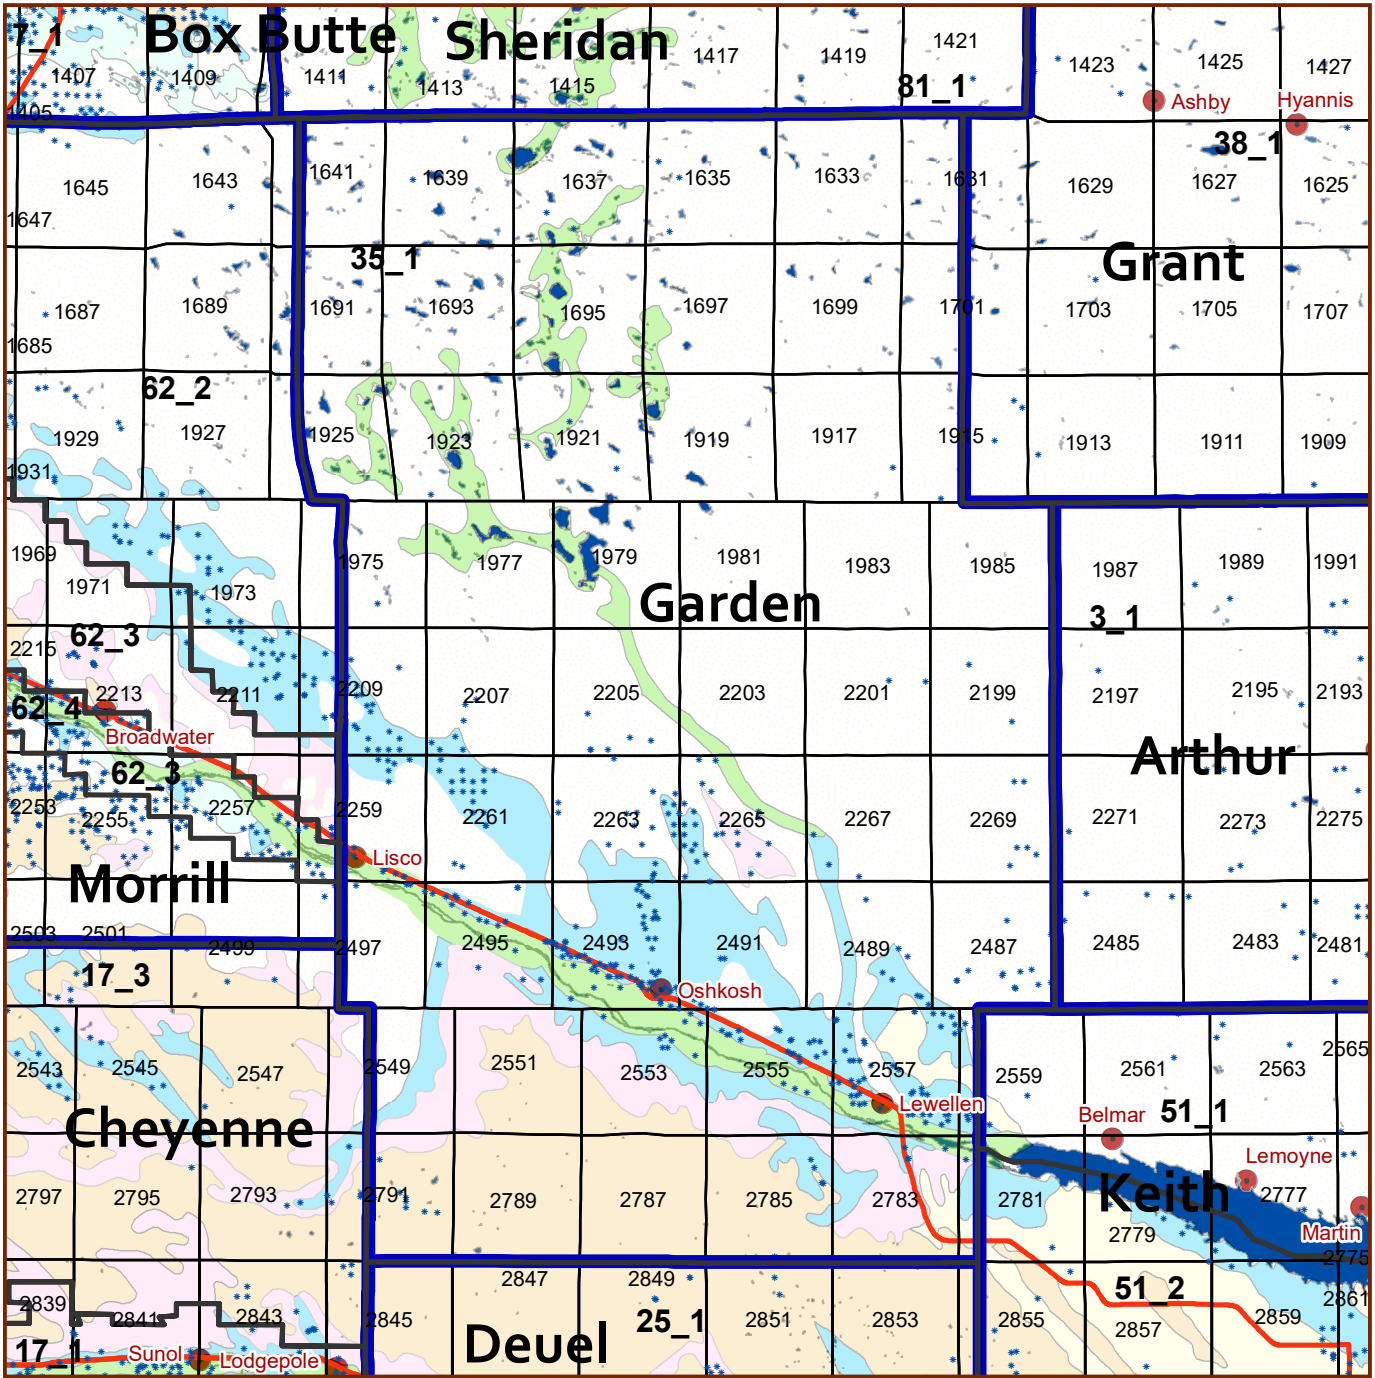 7_1 Box Butte Sheridan
1417 1419 1421
1407 1409 1411 1413 1415 81_1 1423 1425 1427
1405 Ashby Hyannis
38_1
1645 1643 1641 1639 1637 1635 1633 1631 1629 1627 1625
1647
35_1 Grant
1687 1689 1691 1693 1695 1697 1699 1701 1703 1705 1707
1685
62_2
1929 1927 1925 1923 1921 1919 1917 1915 1913 1911 1909
1931
1969 1971 1973 1975 1977 1979 1981 1983 1985 1987 1989 1991
Garden 3_1
62_3
2215 2213 2211 2209 2207 2205 2203 2201 2199 2197 2195 2193
62_4
Broadwater
Arthur
62_3
2253 2255 2257 2259 2261 2263 2265 2267 2269 2271 2273 2275
Lisco
Morrill
2503 2501 2499 2497 2495 2493 2491 2489 2487 2485 2483 2481
17_3
Oshkosh
2543 2545 2547 2549 2551 2553 2555 2557 2559 2561 2563 2565
Cheyenne Lewellen Belmar 51_1
Lemoyne
2797 2795 2793 2791 2789 2787 2785 2783 2781 Keith 2777
2779 Martin
2775
2839 2841 2843 2845 2847 2849 2851 2853 2855 2857 2859 2861
51_2
Deuel 25_1
17_1 Sunol Lodgepole